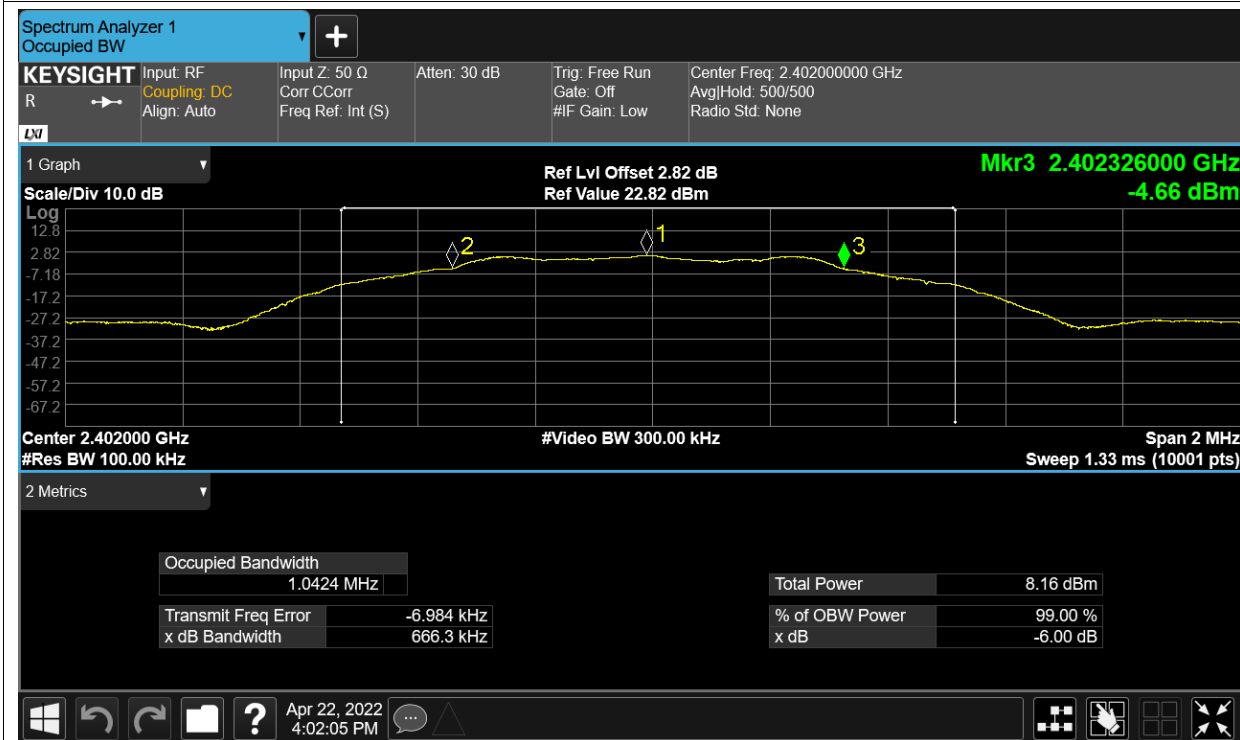 Spectrum Analyzer 1
Occupied BW
+
KEYSIGHT
R
LXI
Input: RF
Coupling: DC
Align: Auto
Input Z: 50 Ω
Corr CCorr
Freq Ref: Int (S)
Atten: 30 dB
Trig: Free Run
Gate: Off
#IF Gain: Low
Center Freq: 2.402000000 GHz
Avg|Hold: 500/500
Radio Std: None
1 Graph
Scale/Div 10.0 dB
Ref Lvl Offset 2.82 dB
Ref Value 22.82 dBm
Mkr3 2.402326000 GHz
-4.66 dBm
Log
12.8
2.82
-7.18
-17.2
-27.2
-37.2
-47.2
-57.2
-67.2
2
1
3
Center 2.402000 GHz
#Res BW 100.00 kHz
#Video BW 300.00 kHz
Span 2 MHz
Sweep 1.33 ms (10001 pts)
2 Metrics
Occupied Bandwidth
1.0424 MHz
Transmit Freq Error -6.984 kHz
x dB Bandwidth 666.3 kHz
Total Power 8.16 dBm
% of OBW Power 99.00 %
x dB -6.00 dB
?
Apr 22, 2022
4:02:05 PM